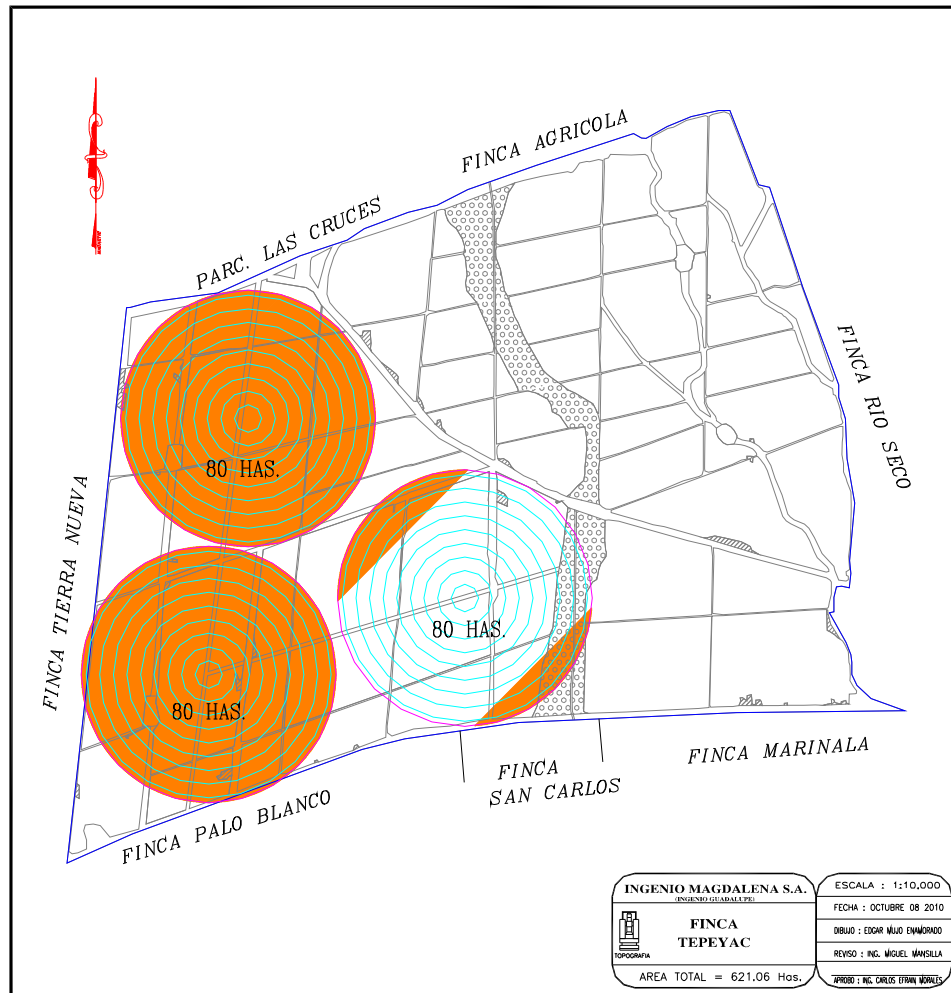 FINCA AGRICOLA
PARC. LAS CRUCES
FINCA RIO SECO
80 HAS.
FINCA TIERRA NUEVA
80 HAS.
80 HAS.
FINCA MARINALA
FINCA
SAN CARLOS
FINCA PALO BLANCO
INGENIO MAGDALENA S.A.
(INGENIO GUADALUPE)
FINCA
TEPEYAC
TOPOGRAFIA
AREA TOTAL = 621.06 Has.
ESCALA : 1:10,000
FECHA : OCTUBRE 08 2010
DIBUJO : EDGAR MIJO ENAMORADO
REVISO : ING. MIGUEL MANSILLA
APROBO : ING. CARLOS EFRAIN MORALES